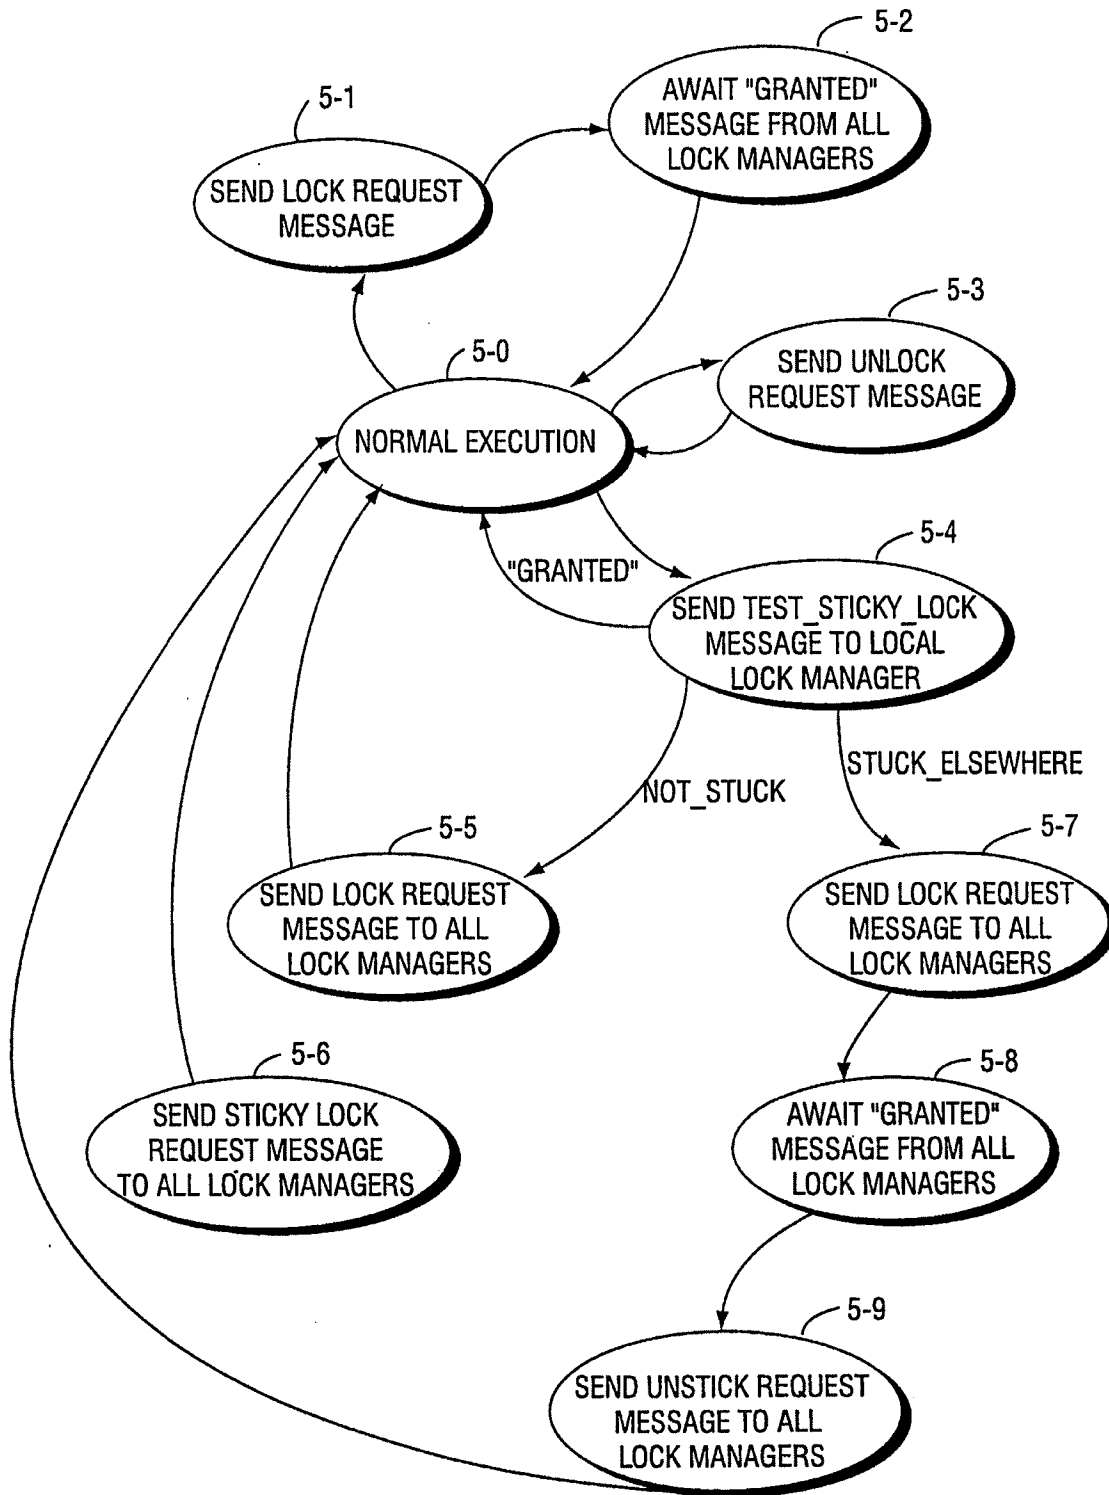 5-2
AWAIT "GRANTED"
MESSAGE FROM ALL
LOCK MANAGERS
5-1
SEND LOCK REQUEST
MESSAGE
5-3
SEND UNLOCK
REQUEST MESSAGE
5-0
NORMAL EXECUTION
"GRANTED"
5-4
SEND TEST_STICKY_LOCK
MESSAGE TO LOCAL
LOCK MANAGER
NOT_STUCK
STUCK_ELSEWHERE
5-5
SEND LOCK REQUEST
MESSAGE TO ALL
LOCK MANAGERS
5-7
SEND LOCK REQUEST
MESSAGE TO ALL
LOCK MANAGERS
5-6
SEND STICKY LOCK
REQUEST MESSAGE
TO ALL LOCK MANAGERS
5-8
AWAIT "GRANTED"
MESSAGE FROM ALL
LOCK MANAGERS
5-9
SEND UNSTICK REQUEST
MESSAGE TO ALL
LOCK MANAGERS